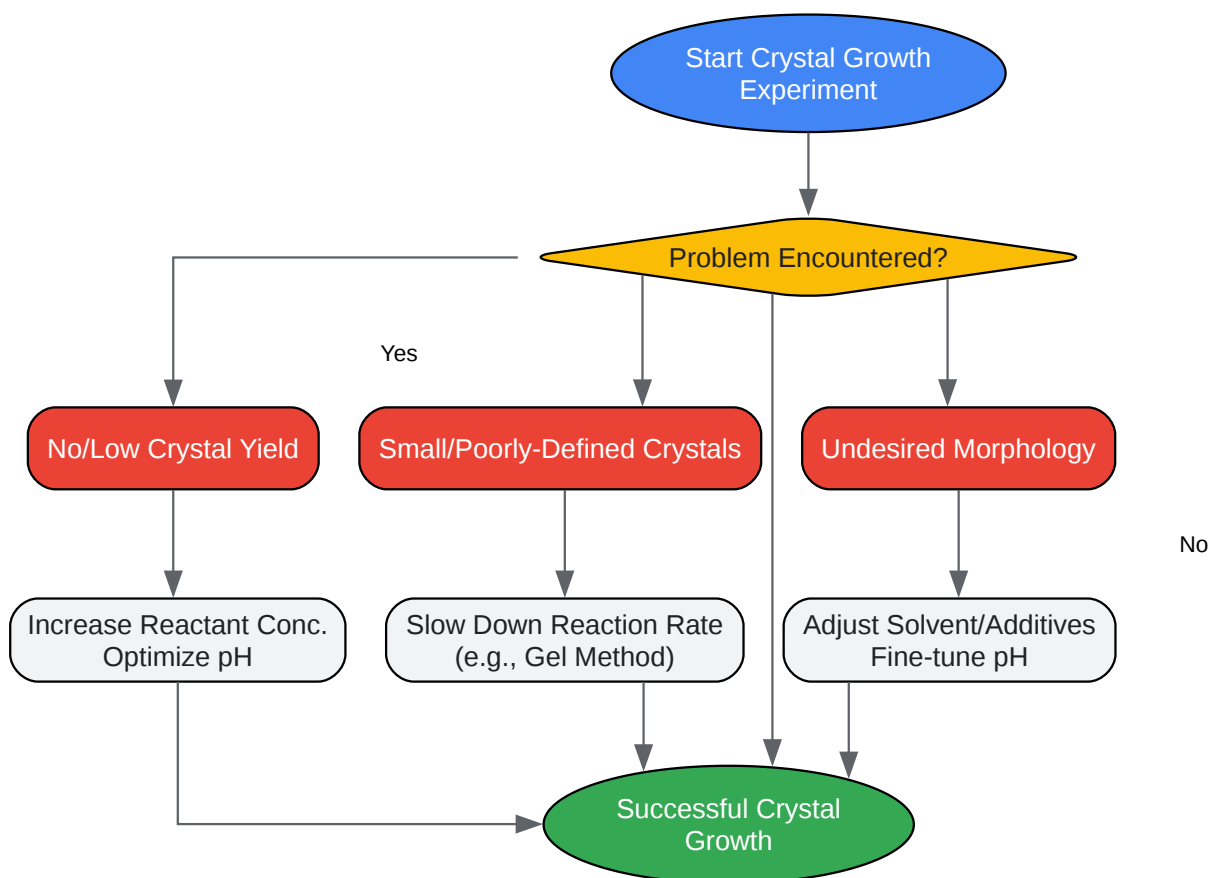 Start Crystal Growth
Experiment
Problem Encountered?
Yes
No/Low Crystal Yield
Small/Poorly-Defined Crystals
Undesired Morphology
No
Increase Reactant Conc.
Optimize pH
Slow Down Reaction Rate
(e.g., Gel Method)
Adjust Solvent/Additives
Fine-tune pH
Successful Crystal
Growth